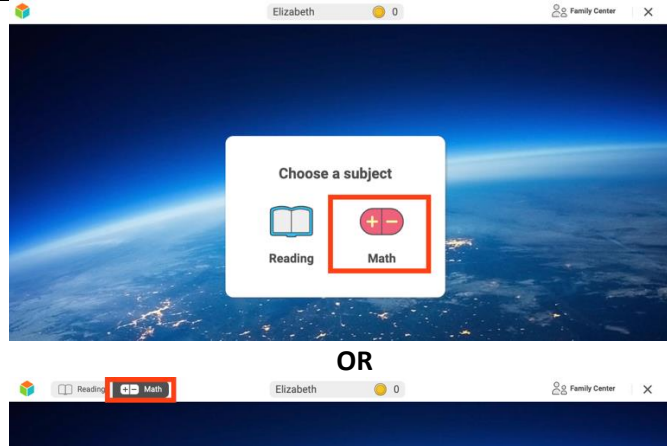 Elizabeth 0 Family Center
Choose a subject
Reading Math
OR
Reading Math Elizabeth 0 Family Center